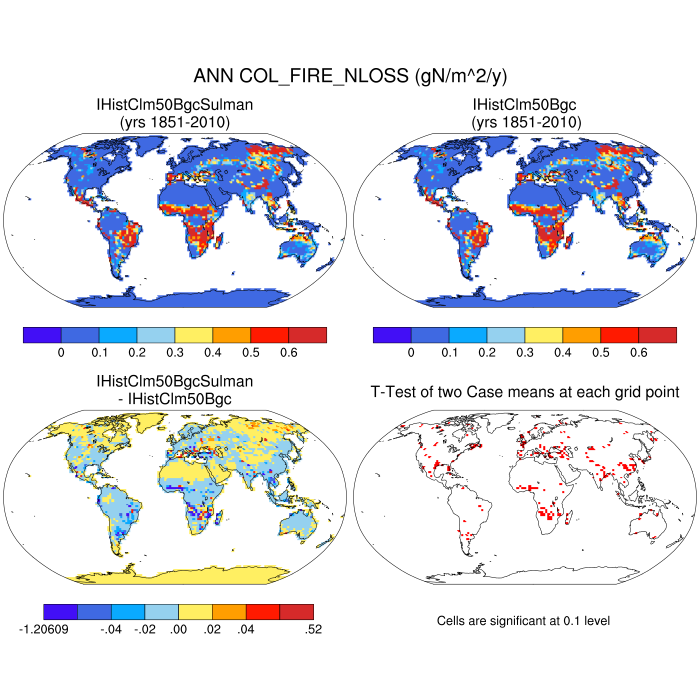 ANN COL_FIRE_NLOSS (gN/m^2/y)
IHistClm50BgcSulman
(yrs 1851-2010)
IHistClm50Bgc
(yrs 1851-2010)
0 0.1 0.2 0.3 0.4 0.5 0.6
0 0.1 0.2 0.3 0.4 0.5 0.6
IHistClm50BgcSulman
- IHistClm50Bgc
T-Test of two Case means at each grid point
-1.20609 -.04 -.02 .00 .02 .04 .52
Cells are significant at 0.1 level